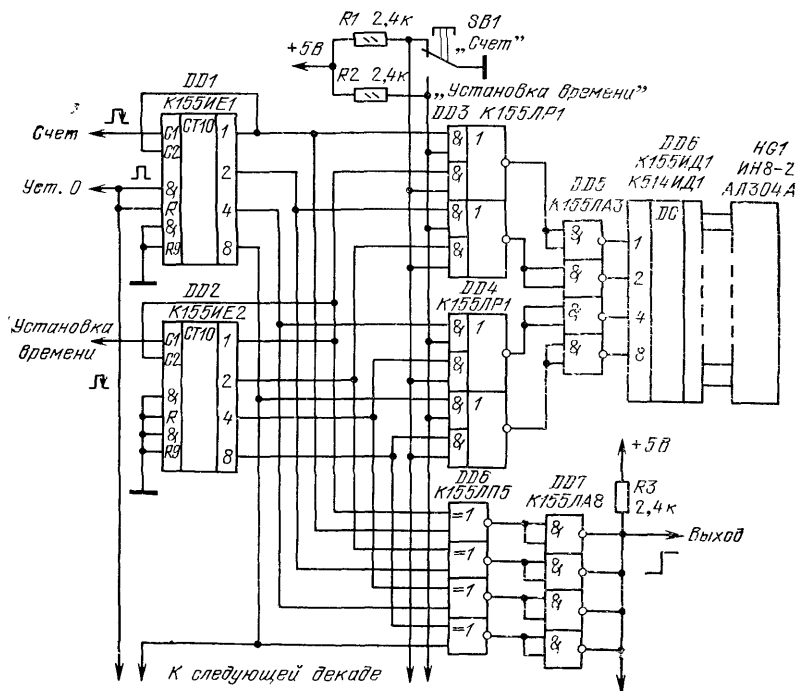 R1 2,4к
SB1
„Счет"
+5В
R2 2,4к
„Установка времени"
DD1
К155ИЕ1
Счет
C1
C2
CT10
1
2
4
8
Уст. 0
&
R
&
R9
DD2
К155ИЕ2
Установка
времени
C1
C2
CT10
1
2
4
8
&
R
&
R9
DD3 К155ЛР1
&
1
&
&
1
&
DD4
К155ЛР1
&
1
&
&
1
&
DD5
К155ЛА3
&
&
&
&
DD6
К155ИД1
К514ИД1
DC
1
2
4
8
HG1
ИН8-2
АЛ304А
DD6
К155ЛП5
=1
=1
=1
=1
DD7
К155ЛА8
&
&
&
&
+5В
R3
2,4к
Выход
К следующей декаде